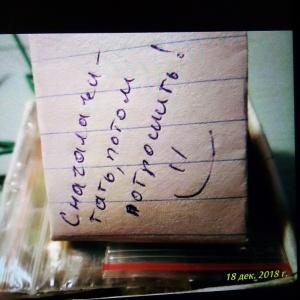 Сначала чи-
тать, потом
потрошить!
18 дек. 2018 г.